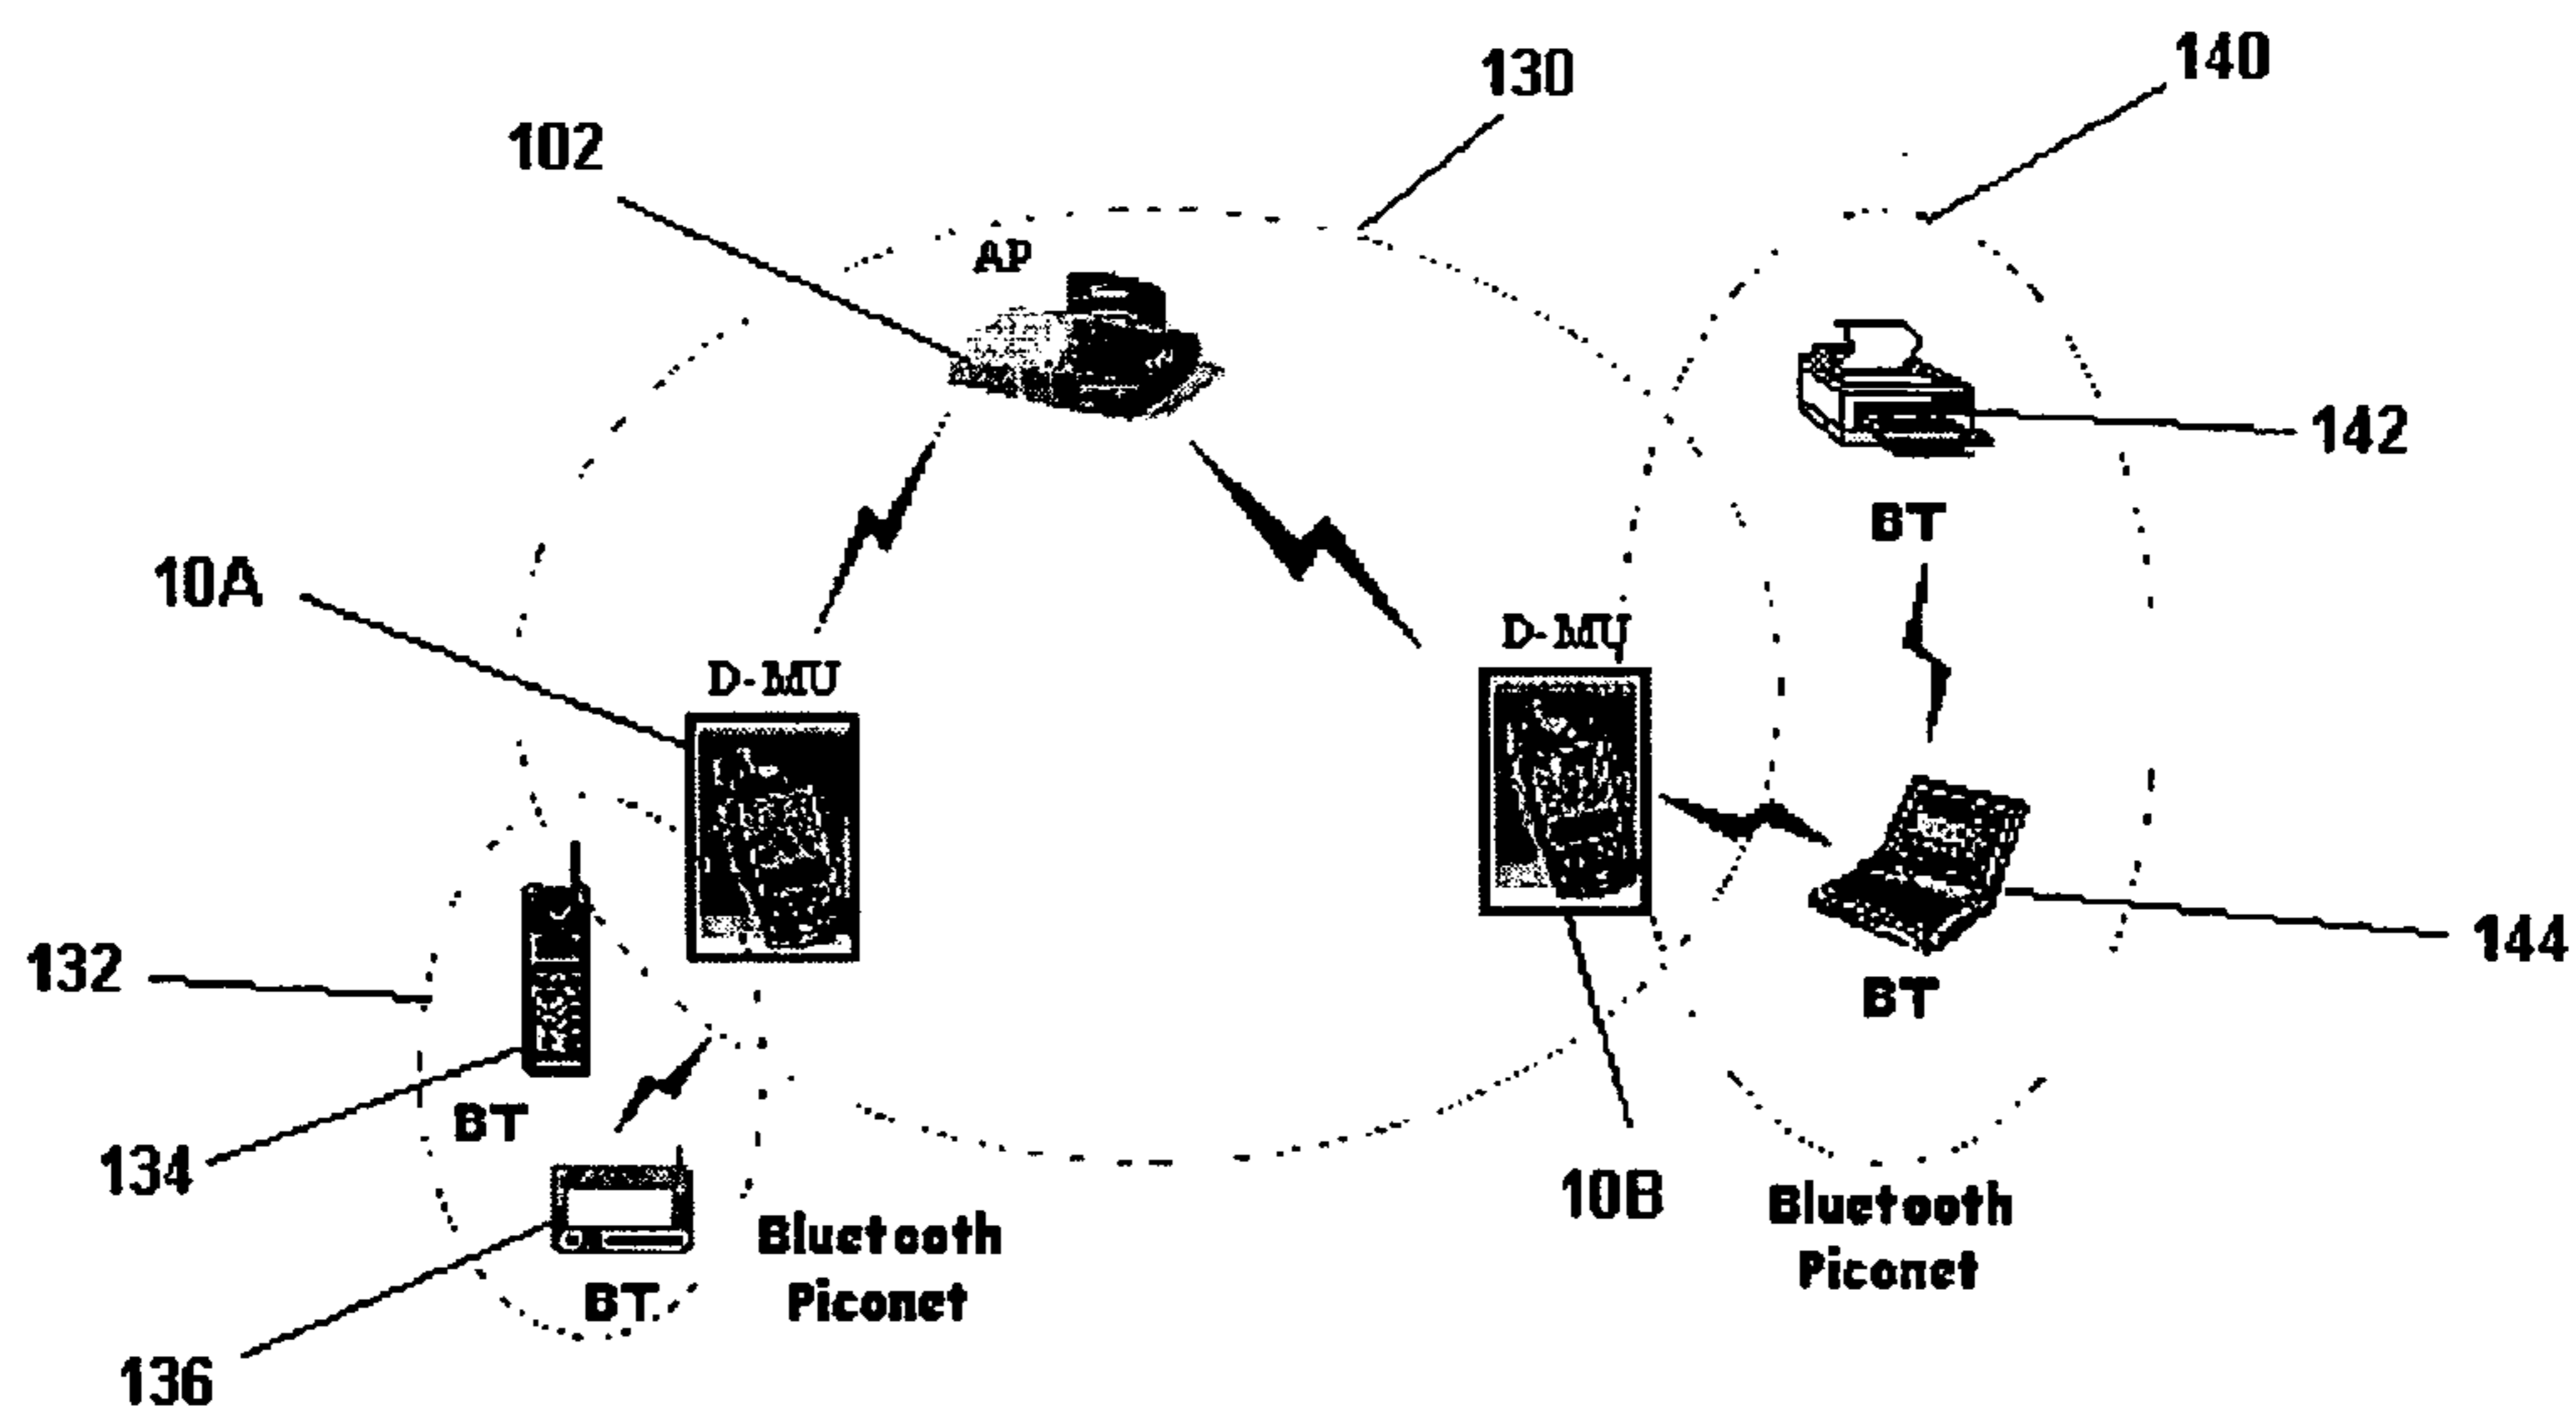 140
130
102
AP
142
BT
10A
D-MU
D-MU
132
144
BT
BT
134
10B
Bluetooth
Piconet
Bluetooth
Piconet
BT
136